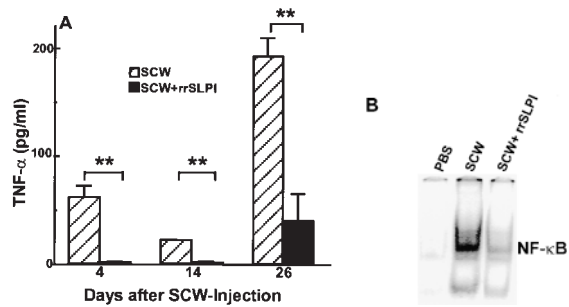 A
TNF-α (pg/ml)
200
100
0
SCW
SCW+rrSLPI
**
**
**
4
14
26
Days after SCW-Injection
B
PBS
SCW
SCW+ rrSLPI
NF-κB